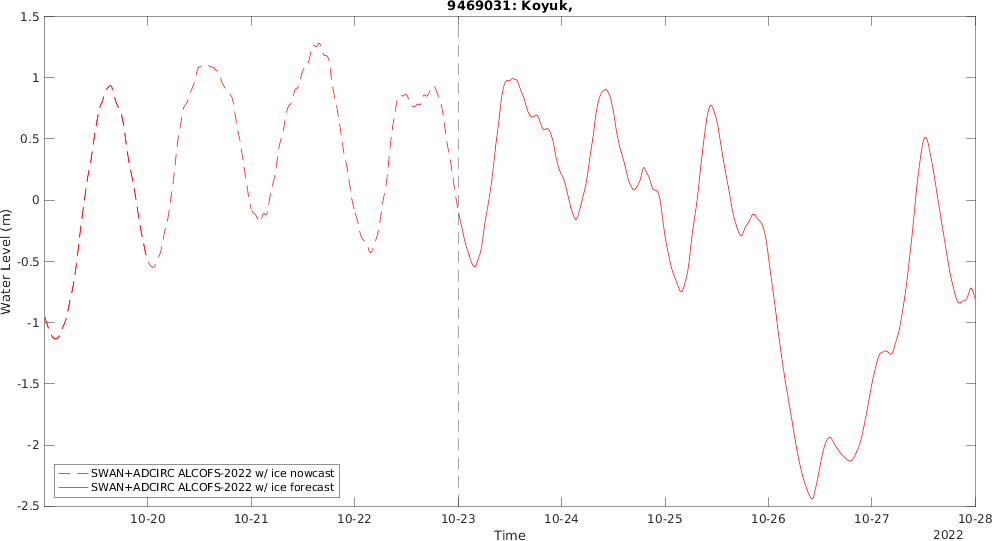 9469031: Koyuk,
1.5
1
0.5
0
-0.5
-1
-1.5
-2
-2.5
Water Level (m)
SWAN+ADCIRC ALCOFS-2022 w/ ice nowcast
SWAN+ADCIRC ALCOFS-2022 w/ ice forecast
10-20 10-21 10-22 10-23 10-24 10-25 10-26 10-27 10-28
Time
2022